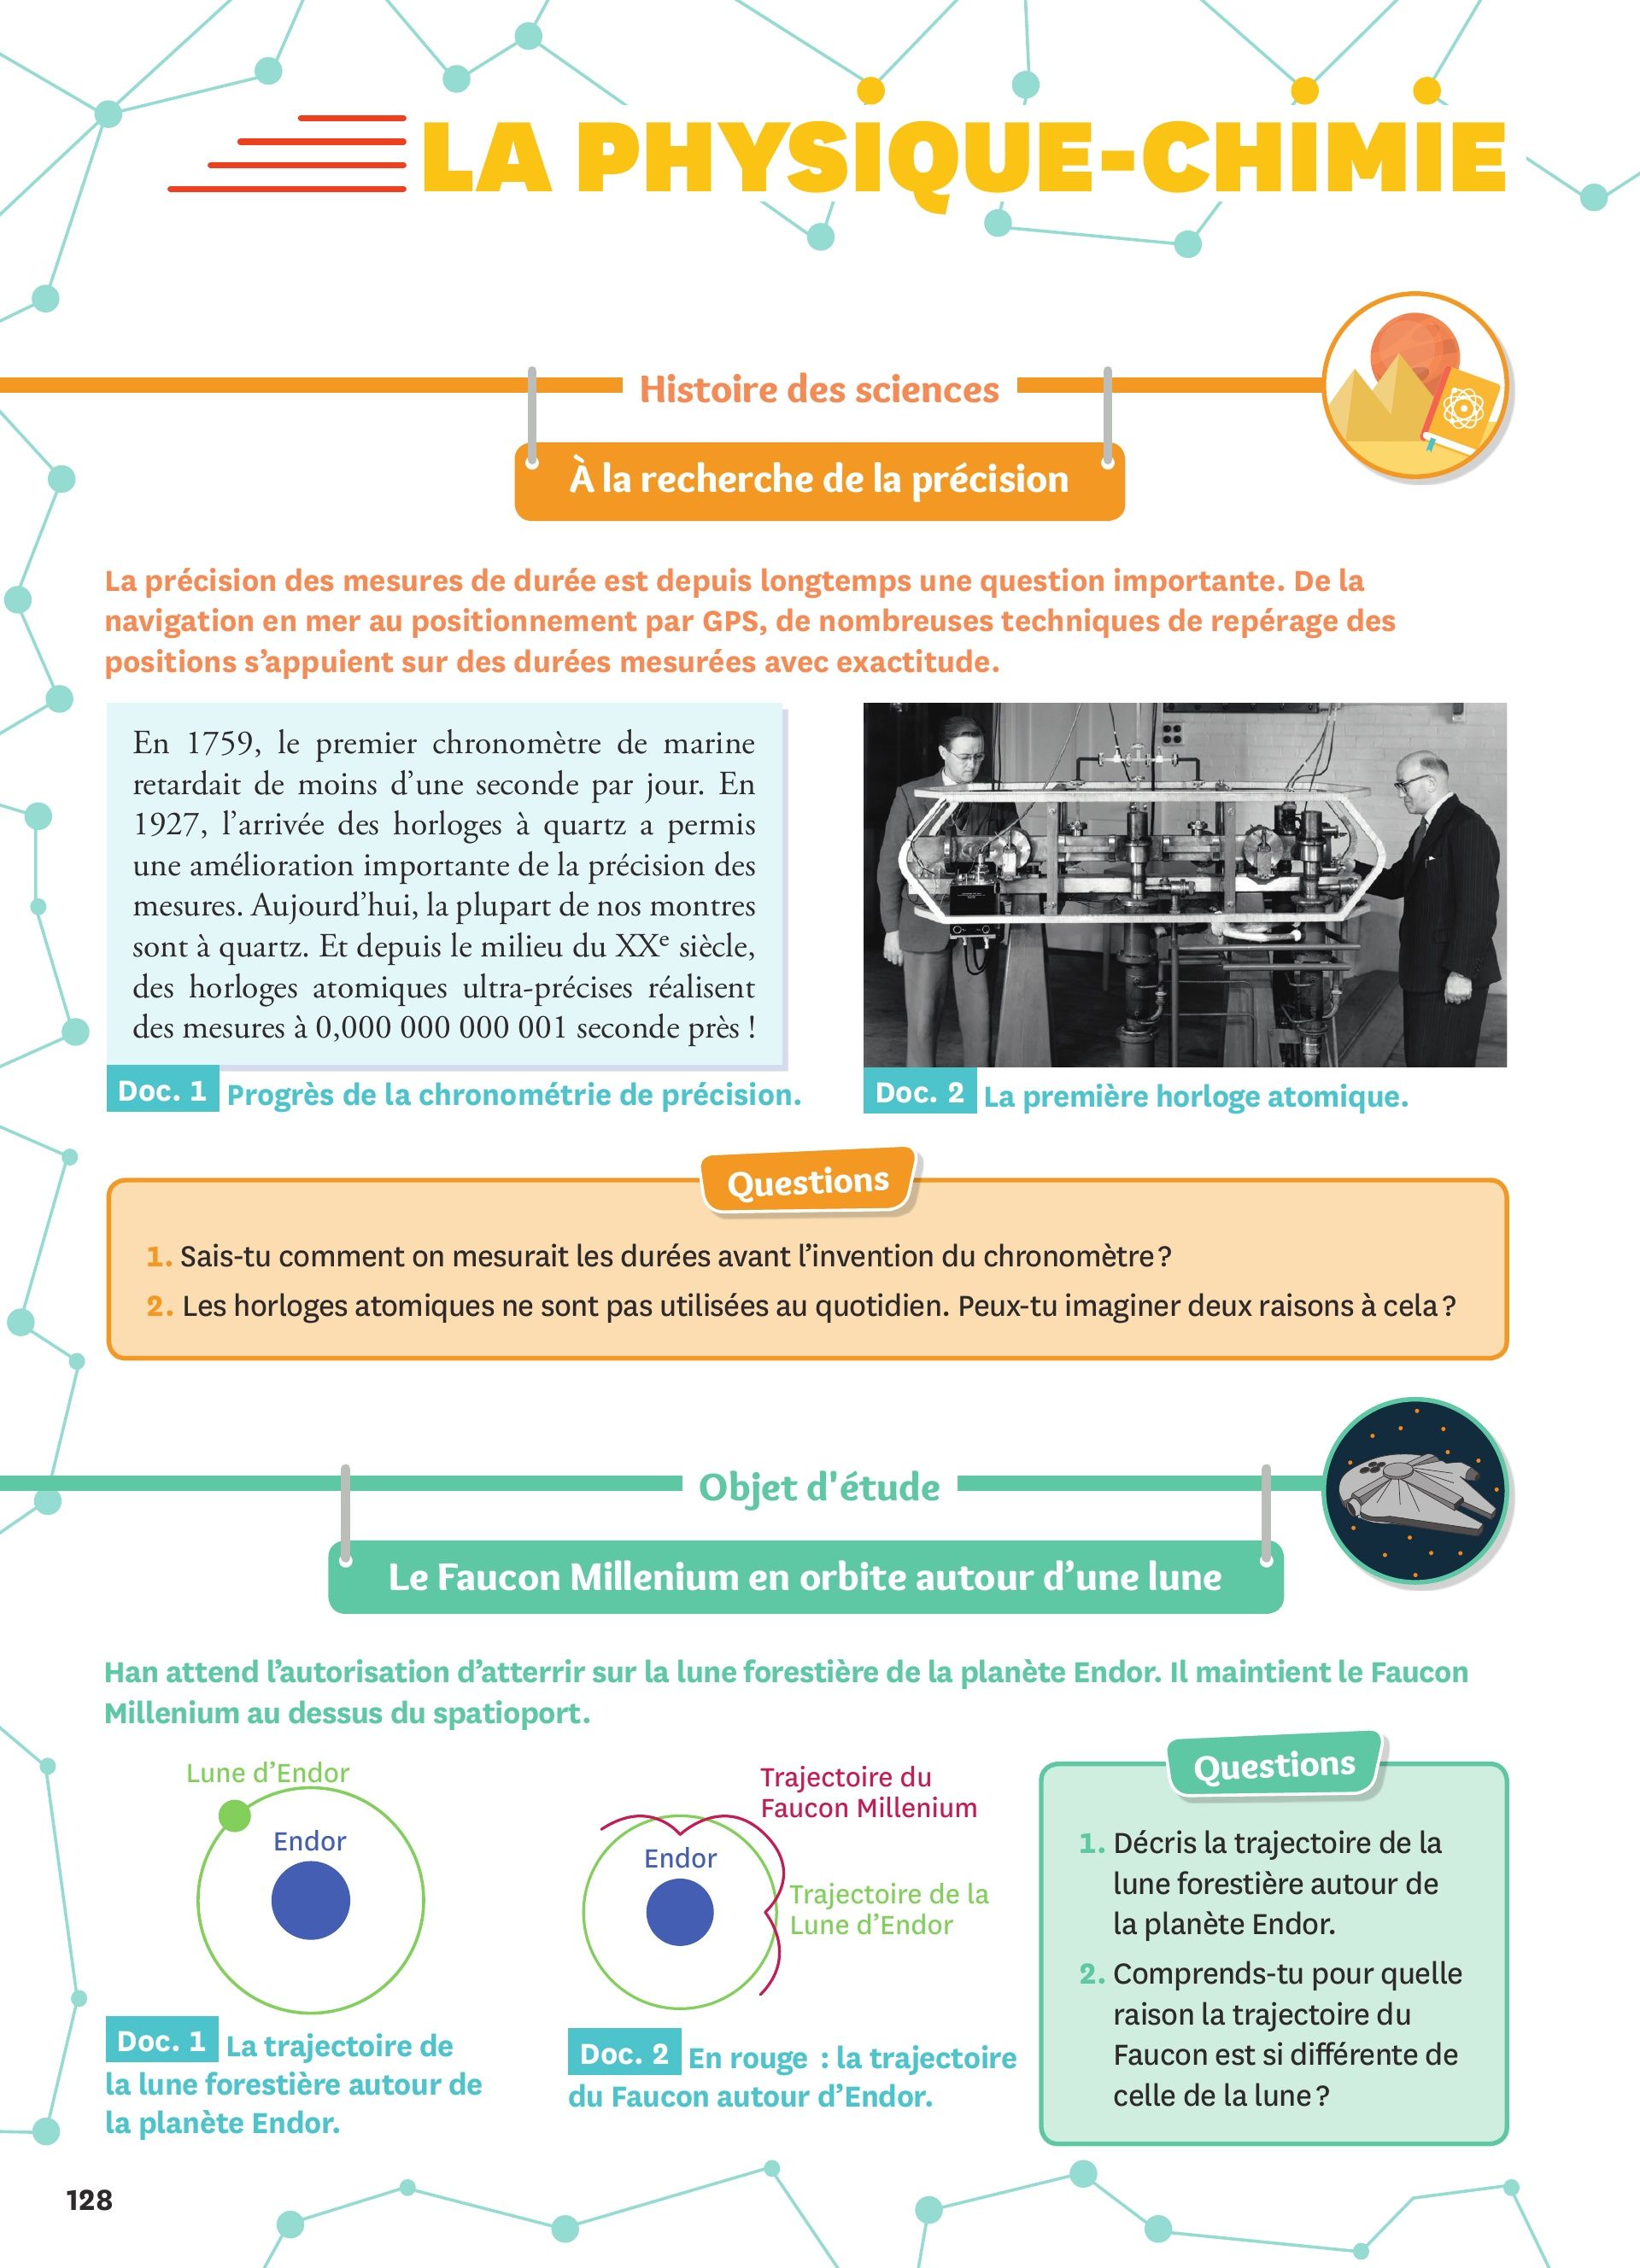 LA PHYSIQUE-CHIMIE
Histoire des sciences
À la recherche de la précision
La précision des mesures de durée est depuis longtemps une question importante. De la
navigation en mer au positionnement par GPS, de nombreuses techniques de repérage des
positions s’appuient sur des durées mesurées avec exactitude.
En 1759, le premier chronomètre de marine
retardait de moins d’une seconde par jour. En
1927, l’arrivée des horloges à quartz a permis
une amélioration importante de la précision des
mesures. Aujourd’hui, la plupart de nos montres
sont à quartz. Et depuis le milieu du XXe siècle,
des horloges atomiques ultra-précises réalisent
des mesures à 0,000 000 000 001 seconde près !
Doc. 1 Progrès de la chronométrie de précision.
Doc. 2 La première horloge atomique.
Questions
1. Sais-tu comment on mesurait les durées avant l’invention du chronomètre ?
2. Les horloges atomiques ne sont pas utilisées au quotidien. Peux-tu imaginer deux raisons à cela ?
Objet d'étude
Le Faucon Millenium en orbite autour d’une lune
Han attend l’autorisation d’atterrir sur la lune forestière de la planète Endor. Il maintient le Faucon
Millenium au dessus du spatioport.
Lune d’Endor
Endor
Doc. 1 La trajectoire de
la lune forestière autour de
la planète Endor.
Trajectoire du
Faucon Millenium
Endor
Trajectoire de la
Lune d’Endor
Doc. 2 En rouge : la trajectoire
du Faucon autour d’Endor.
Questions
1. Décris la trajectoire de la
lune forestière autour de
la planète Endor.
2. Comprends-tu pour quelle
raison la trajectoire du
Faucon est si différente de
celle de la lune ?
128